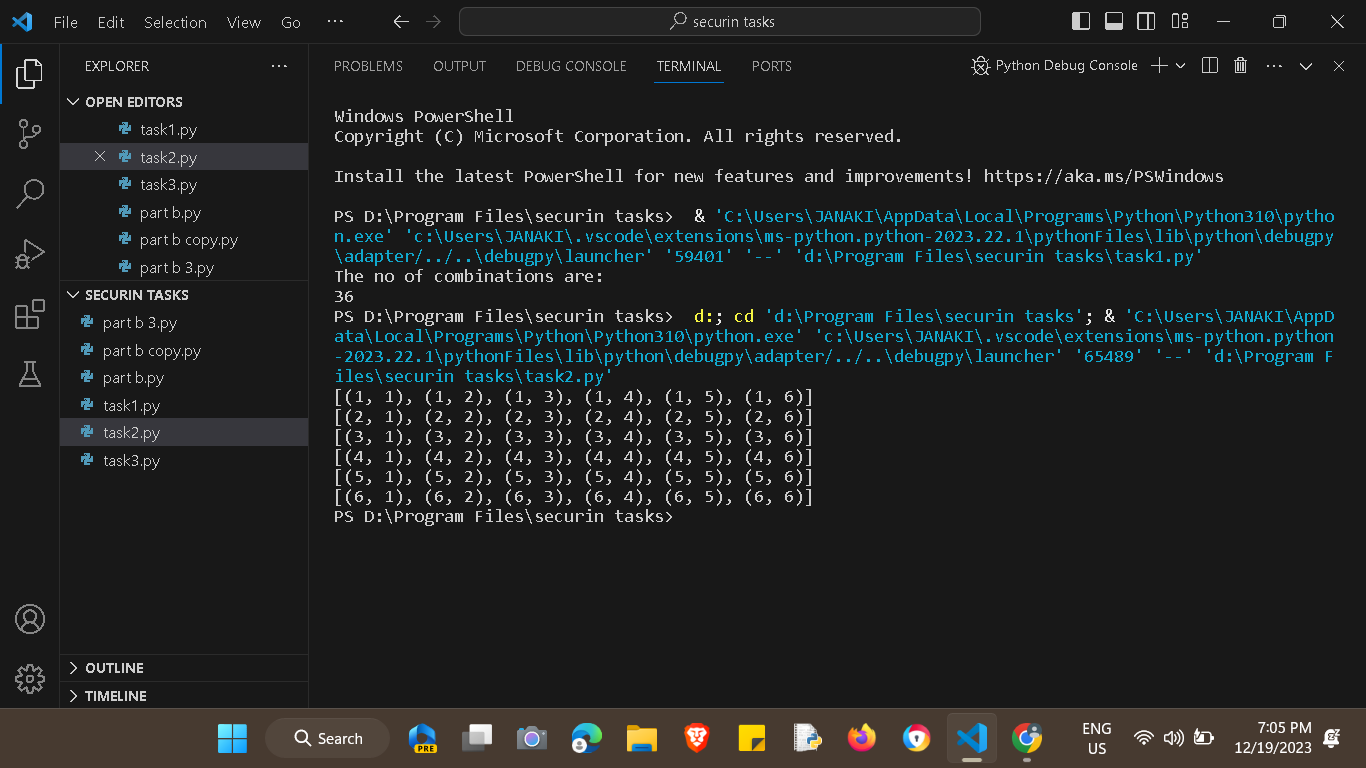 File Edit Selection View Go ··· securin tasks
EXPLORER ···
OPEN EDITORS
task1.py
task2.py
task3.py
part b.py
part b copy.py
part b 3.py
SECURIN TASKS
part b 3.py
part b copy.py
part b.py
task1.py
task2.py
task3.py
OUTLINE
TIMELINE
PROBLEMS OUTPUT DEBUG CONSOLE TERMINAL PORTS Python Debug Console
Windows PowerShell
Copyright (C) Microsoft Corporation. All rights reserved.
Install the latest PowerShell for new features and improvements! https://aka.ms/PSWindows
PS D:\Program Files\securin tasks>  & 'C:\Users\JANAKI\AppData\Local\Programs\Python\Python310\pytho
n.exe' 'c:\Users\JANAKI\.vscode\extensions\ms-python.python-2023.22.1\pythonFiles\lib\python\debugpy
\adapter/../..\debugpy\launcher' '59401' '--' 'd:\Program Files\securin tasks\task1.py'
The no of combinations are:
36
PS D:\Program Files\securin tasks>  d:; cd 'd:\Program Files\securin tasks'; & 'C:\Users\JANAKI\AppD
ata\Local\Programs\Python\Python310\python.exe' 'c:\Users\JANAKI\.vscode\extensions\ms-python.python
-2023.22.1\pythonFiles\lib\python\debugpy\adapter/../..\debugpy\launcher' '65489' '--' 'd:\Program F
iles\securin tasks\task2.py'
[(1, 1), (1, 2), (1, 3), (1, 4), (1, 5), (1, 6)]
[(2, 1), (2, 2), (2, 3), (2, 4), (2, 5), (2, 6)]
[(3, 1), (3, 2), (3, 3), (3, 4), (3, 5), (3, 6)]
[(4, 1), (4, 2), (4, 3), (4, 4), (4, 5), (4, 6)]
[(5, 1), (5, 2), (5, 3), (5, 4), (5, 5), (5, 6)]
[(6, 1), (6, 2), (6, 3), (6, 4), (6, 5), (6, 6)]
PS D:\Program Files\securin tasks>
Search
PRE
ENG
US
7:05 PM
12/19/2023